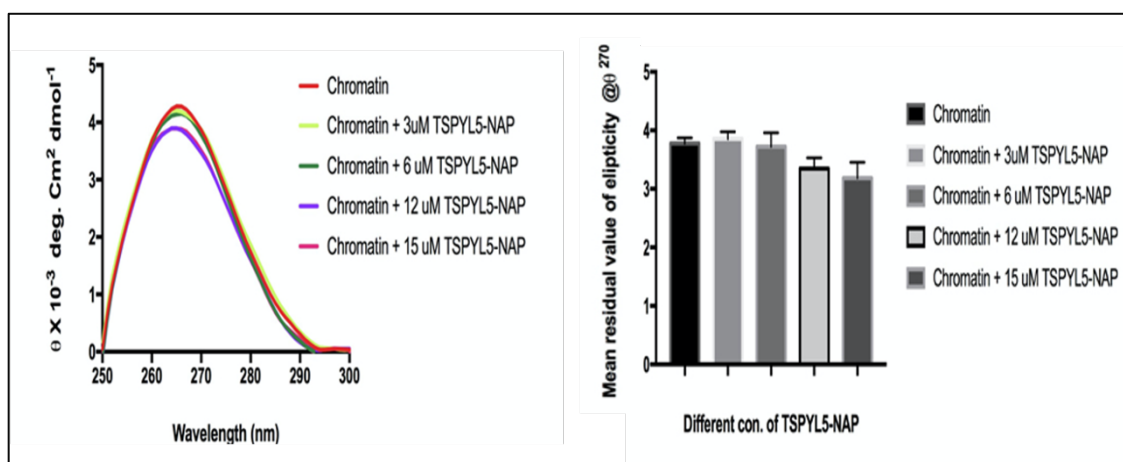 θ X 10⁻³ deg. Cm² dmol⁻¹
5
4
3
2
1
0
250 260 270 280 290 300
Wavelength (nm)
Chromatin
Chromatin + 3uM TSPYL5-NAP
Chromatin + 6 uM TSPYL5-NAP
Chromatin + 12 uM TSPYL5-NAP
Chromatin + 15 uM TSPYL5-NAP
Mean residual value of elipticity @θ²⁷⁰
5
4
3
2
1
0
Different con. of TSPYL5-NAP
Chromatin
Chromatin + 3uM TSPYL5-NAP
Chromatin + 6 uM TSPYL5-NAP
Chromatin + 12 uM TSPYL5-NAP
Chromatin + 15 uM TSPYL5-NAP